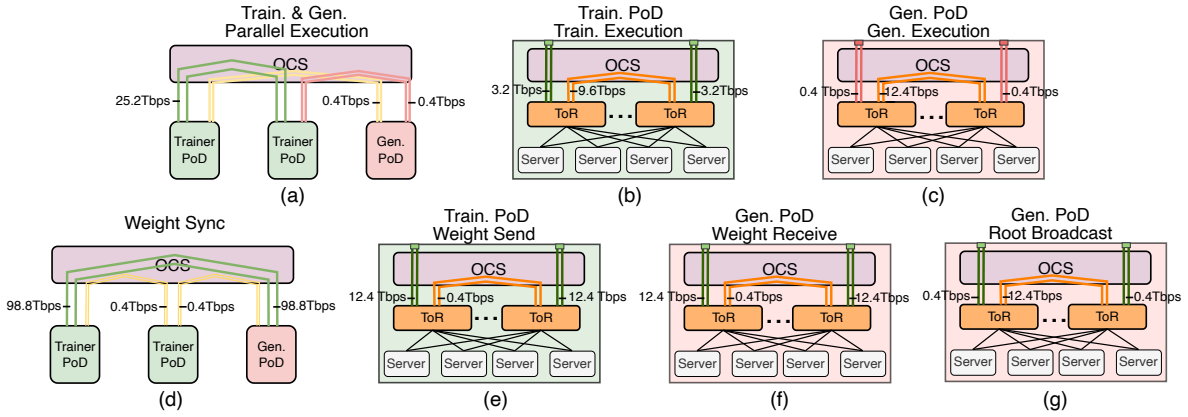 Train. & Gen.
Parallel Execution
OCS
25.2Tbps
0.4Tbps
0.4Tbps
Trainer
PoD
Trainer
PoD
Gen.
PoD
(a)
Train. PoD
Train. Execution
OCS
3.2 Tbps
9.6Tbps
3.2Tbps
ToR
...
ToR
Server
Server
Server
Server
(b)
Gen. PoD
Gen. Execution
OCS
0.4 Tbps
12.4Tbps
0.4Tbps
ToR
...
ToR
Server
Server
Server
Server
(c)
Weight Sync
OCS
98.8Tbps
0.4Tbps
0.4Tbps
98.8Tbps
Trainer
PoD
Trainer
PoD
Gen.
PoD
(d)
Train. PoD
Weight Send
OCS
12.4 Tbps
0.4Tbps
12.4 Tbps
ToR
...
ToR
Server
Server
Server
Server
(e)
Gen. PoD
Weight Receive
OCS
12.4 Tbps
0.4Tbps
12.4Tbps
ToR
...
ToR
Server
Server
Server
Server
(f)
Gen. PoD
Root Broadcast
OCS
0.4Tbps
12.4Tbps
0.4Tbps
ToR
...
ToR
Server
Server
Server
Server
(g)